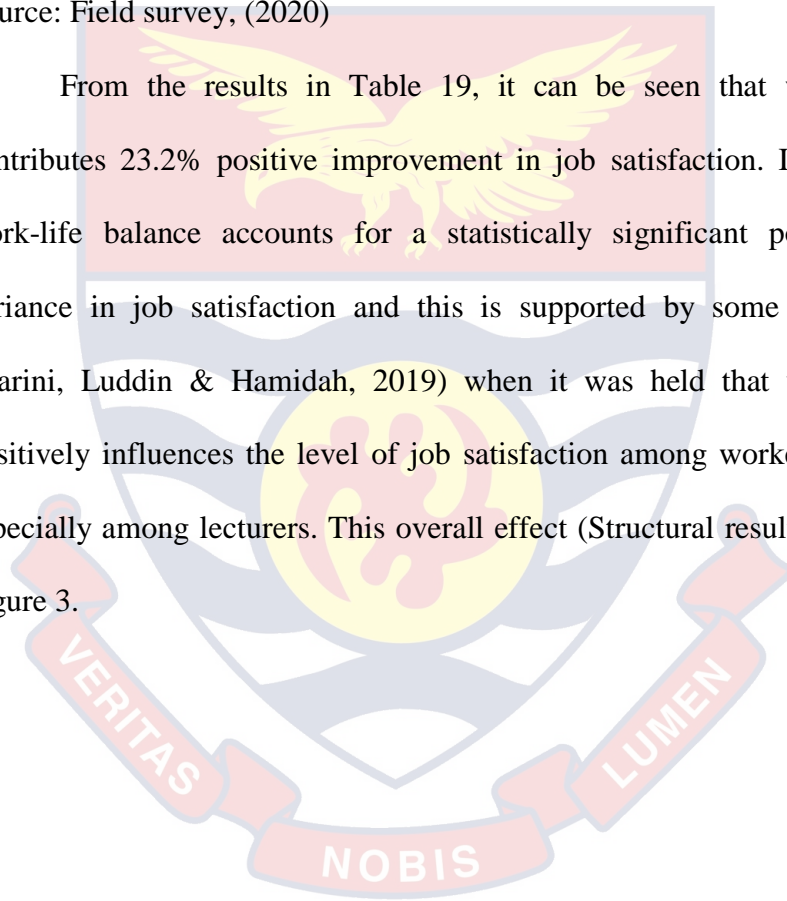 urce: Field survey, (2020)
From the results in Table 19, it can be seen that
ntributes 23.2% positive improvement in job satisfaction.
rk-life balance accounts for a statistically significant
riance in job satisfaction and this is supported by some
arini, Luddin & Hamidah, 2019) when it was held that
sitively influences the level of job satisfaction among
pecially among lecturers. This overall effect (Structural
gure 3.
VERITAS
NOBIS
LUMEN